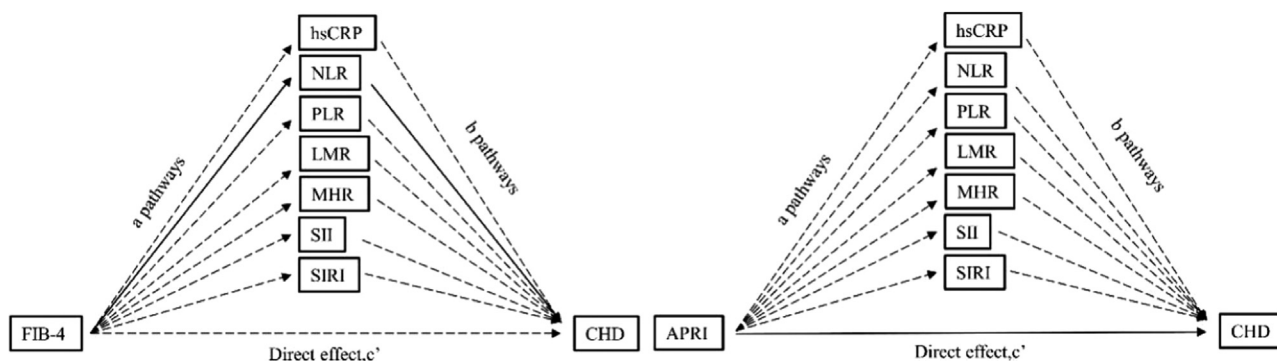 hsCRP
NLR
PLR
LMR
MHR
SII
SIRI
a pathways
b pathways
FIB-4
CHD
Direct effect,c’
hsCRP
NLR
PLR
LMR
MHR
SII
SIRI
a pathways
b pathways
APRI
CHD
Direct effect,c’